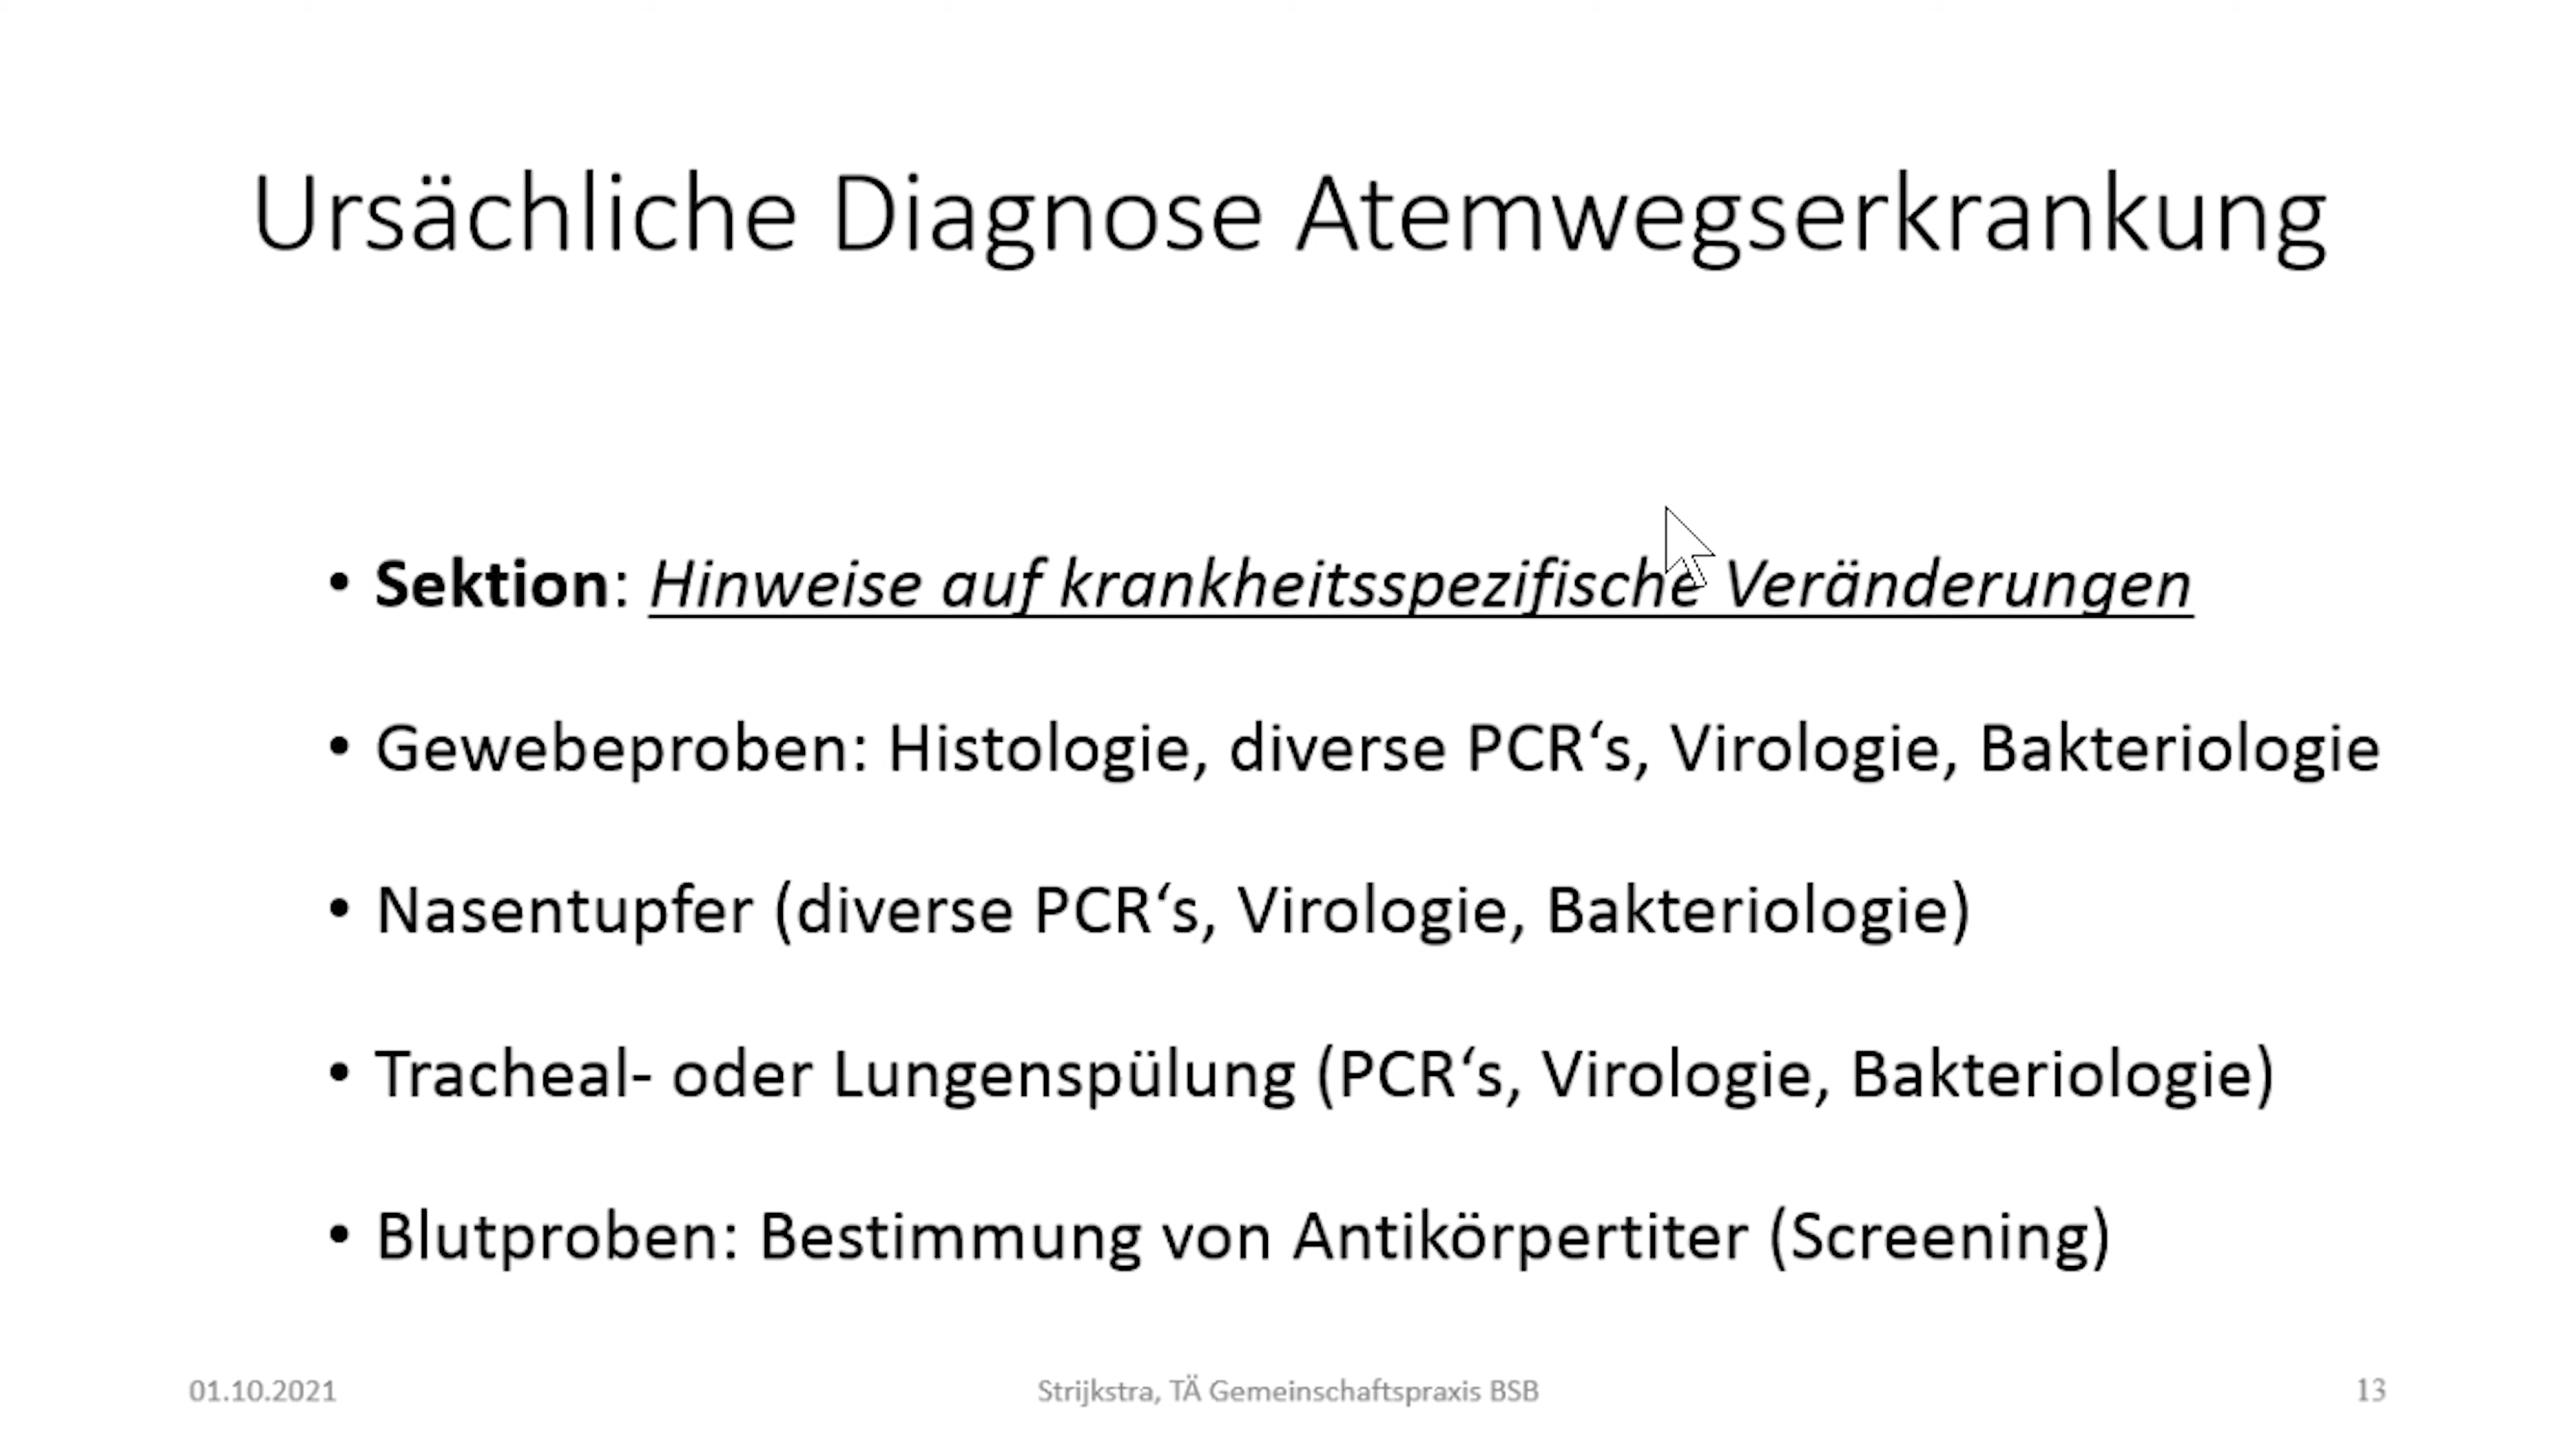 Ursächliche Diagnose Atemwegserkrankung
• Sektion: Hinweise auf krankheitsspezifische Veränderungen
• Gewebeproben: Histologie, diverse PCR‘s, Virologie, Bakteriologie
• Nasentupfer (diverse PCR‘s, Virologie, Bakteriologie)
• Tracheal- oder Lungenspülung (PCR‘s, Virologie, Bakteriologie)
• Blutproben: Bestimmung von Antikörpertiter (Screening)
01.10.2021
Strijkstra, TÄ Gemeinschaftspraxis BSB
13